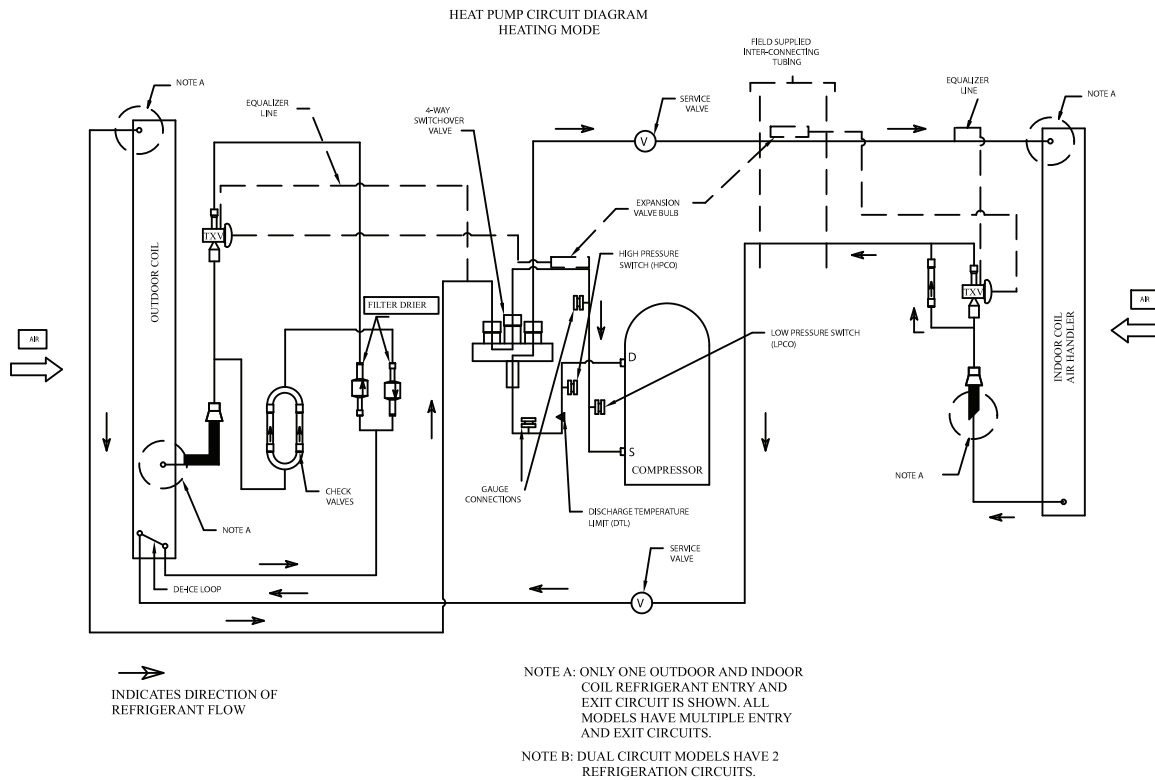 HEAT PUMP CIRCUIT DIAGRAM
HEATING MODE
FIELD SUPPLIED
INTER-CONNECTING
TUBING
NOTE A
EQUALIZER
LINE
4-WAY
SWITCHOVER
VALVE
SERVICE
VALVE
EQUALIZER
LINE
NOTE A
V
EXPANSION
VALVE BULB
TXV
OUTDOOR COIL
HIGH PRESSURE
SWITCH (HPCO)
FILTER DRIER
TXV
AIR
AIR
LOW PRESSURE SWITCH
(LPCO)
INDOOR COIL
AIR HANDLER
D
S
COMPRESSOR
NOTE A
CHECK
VALVES
GAUGE
CONNECTIONS
DISCHARGE TEMPERATURE
LIMIT (DTL)
NOTE A
SERVICE
VALVE
DE-ICE LOOP
V
INDICATES DIRECTION OF
REFRIGERANT FLOW
NOTE A: ONLY ONE OUTDOOR AND INDOOR
COIL REFRIGERANT ENTRY AND
EXIT CIRCUIT IS SHOWN. ALL
MODELS HAVE MULTIPLE ENTRY
AND EXIT CIRCUITS.
NOTE B: DUAL CIRCUIT MODELS HAVE 2
REFRIGERATION CIRCUITS.